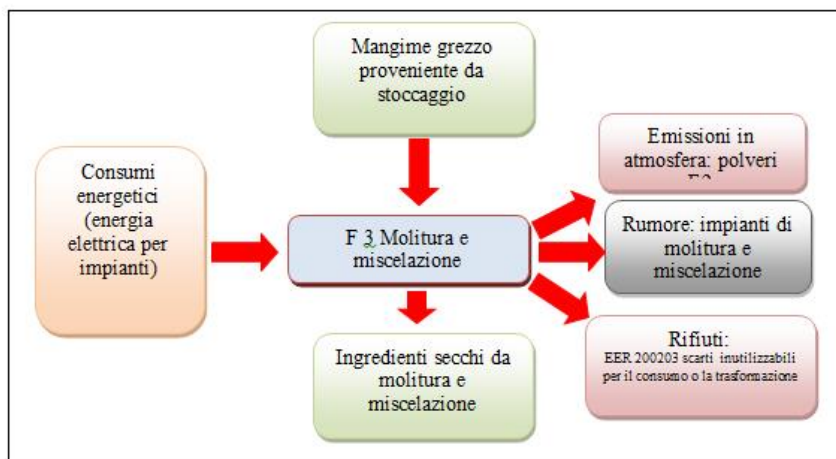 Mangime grezzo
proveniente da
stoccaggio
Consumi
energetici
(energia
elettrica per
impianti)
F 3 Molitura e
miscelazione
Emissioni in
atmosfera: polveri
Rumore: impianti di
molitura e
miscelazione
Ingredienti secchi da
molitura e
miscelazione
Rifiuti:
EER 200203 scarti inutilizzabili
per il consumo o la trasformazione